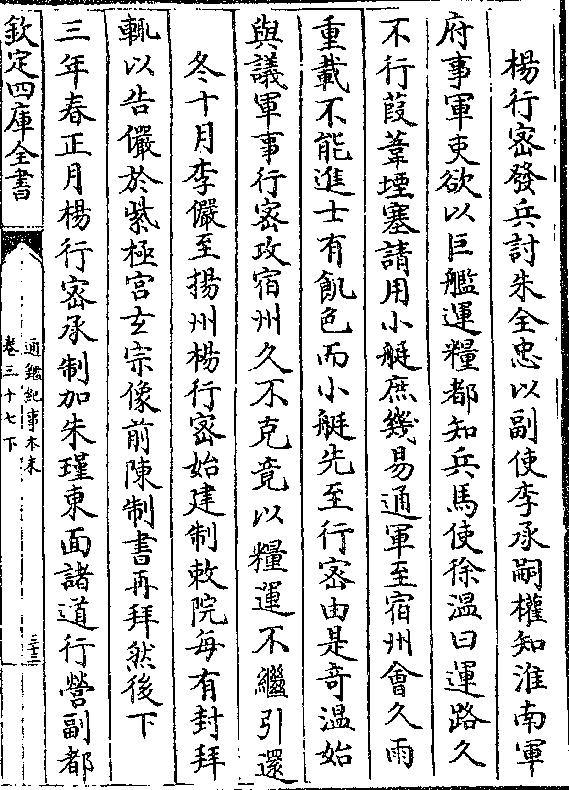 楊行密發兵討朱全忠以副使李承嗣權知淮南軍
府事軍吏欲以巨艦運糧都知兵馬使徐溫曰運路久
不行葭葦堙塞請用小艇庶幾易通軍至宿州會久雨
重載不能進士有飢色而小艇先至行密由是竒溫始
與議軍事行密攻宿州久不克竟以糧運不繼引還
冬十月李儼至揚州楊行密始建制敕院每有封拜
輒以告儼於紫極宮玄宗像前陳制書再拜然後下
三年春正月楊行密承制加朱瑾東面諸道行營副都
欽定四庫全書
通鑑紀事本末
卷三十七下
三十三